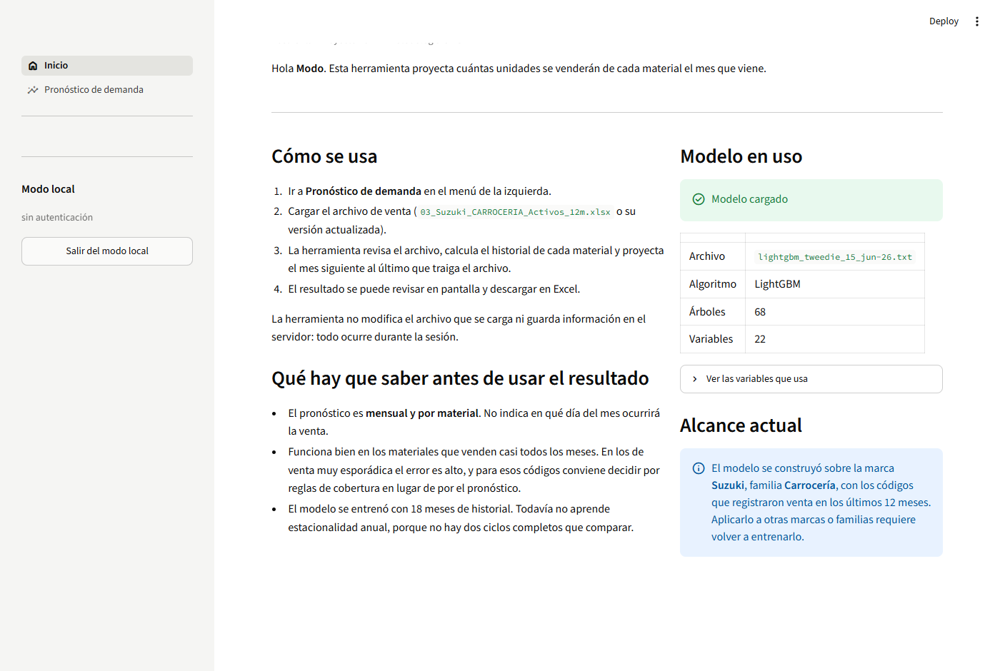 Deploy
Inicio
Pronóstico de demanda
Modo local
sin autenticación
Salir del modo local
Hola Modo. Esta herramienta proyecta cuántas unidades se venderán de cada material el mes que viene.
Cómo se usa
1. Ir a Pronóstico de demanda en el menú de la izquierda.
2. Cargar el archivo de venta ( 03_Suzuki_CARROCERIA_Activos_12m.xlsx o su
versión actualizada).
3. La herramienta revisa el archivo, calcula el historial de cada material y proyecta
el mes siguiente al último que traiga el archivo.
4. El resultado se puede revisar en pantalla y descargar en Excel.
La herramienta no modifica el archivo que se carga ni guarda información en el
servidor: todo ocurre durante la sesión.
Qué hay que saber antes de usar el resultado
• El pronóstico es mensual y por material. No indica en qué día del mes ocurrirá
la venta.
• Funciona bien en los materiales que venden casi todos los meses. En los de
venta muy esporádica el error es alto, y para esos códigos conviene decidir por
reglas de cobertura en lugar de por el pronóstico.
• El modelo se entrenó con 18 meses de historial. Todavía no aprende
estacionalidad anual, porque no hay dos ciclos completos que comparar.
Modelo en uso
Modelo cargado
Archivo lightgbm_tweedie_15_jun-26.txt
Algoritmo LightGBM
Árboles 68
Variables 22
Ver las variables que usa
Alcance actual
El modelo se construyó sobre la marca
Suzuki, familia Carrocería, con los códigos
que registraron venta en los últimos 12 meses.
Aplicarlo a otras marcas o familias requiere
volver a entrenarlo.